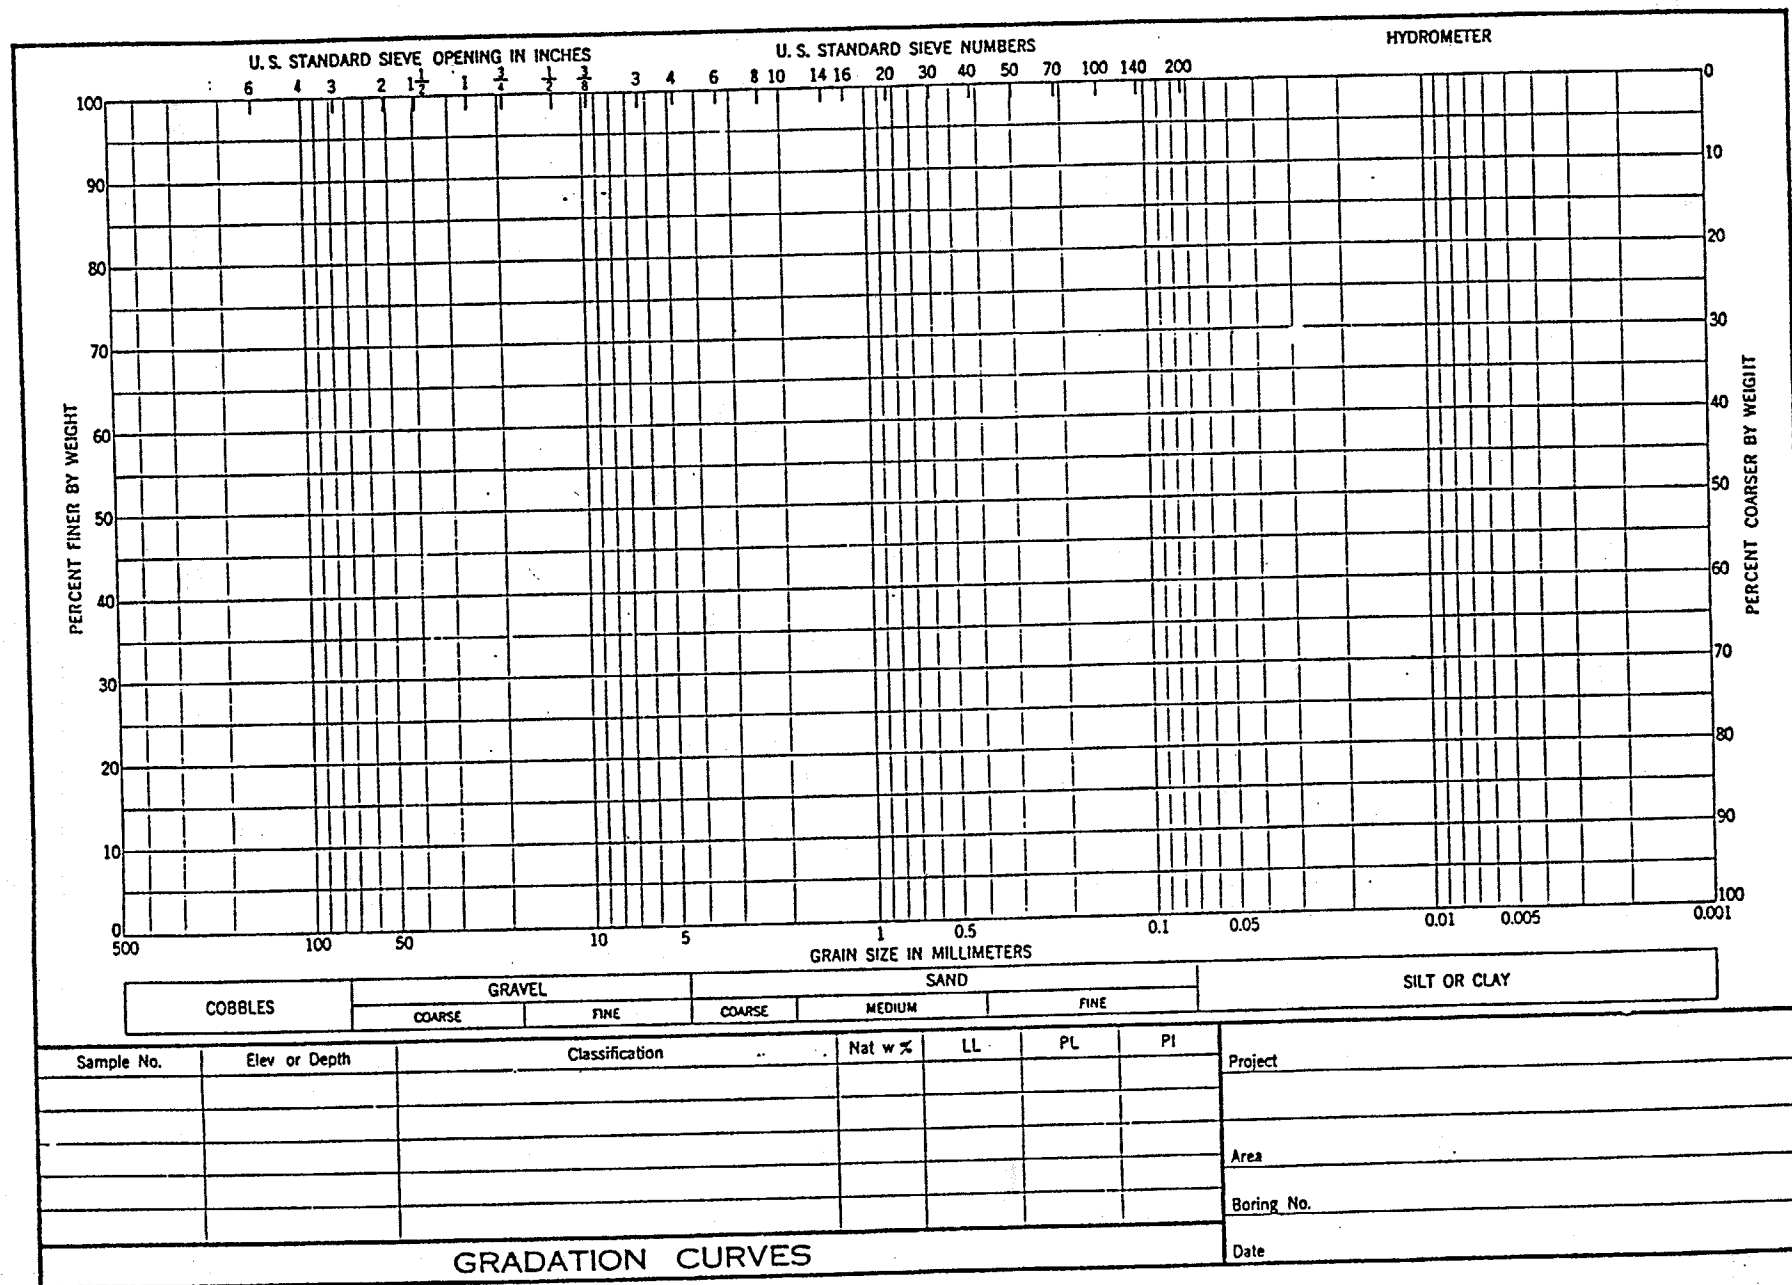 U. S. STANDARD SIEVE OPENING IN INCHES U. S. STANDARD SIEVE NUMBERS HYDROMETER
6 4 3 2 1 1/2 1 3/4 1/2 3/8 3 4 6 8 10 14 16 20 30 40 50 70 100 140 200
100 0
90 10
80 20
70 30
60 40
50 50
40 60
30 70
20 80
10 90
0 100
PERCENT FINER BY WEIGHT
PERCENT COARSER BY WEIGHT
500 100 50 10 5 1 0.5 0.1 0.05 0.01 0.005 0.001
GRAIN SIZE IN MILLIMETERS
COBBLES GRAVEL SAND SILT OR CLAY
COARSE FINE COARSE MEDIUM FINE
Sample No. Elev or Depth Classification Nat w % LL PL PI
Project
Area
Boring No.
Date
GRADATION CURVES